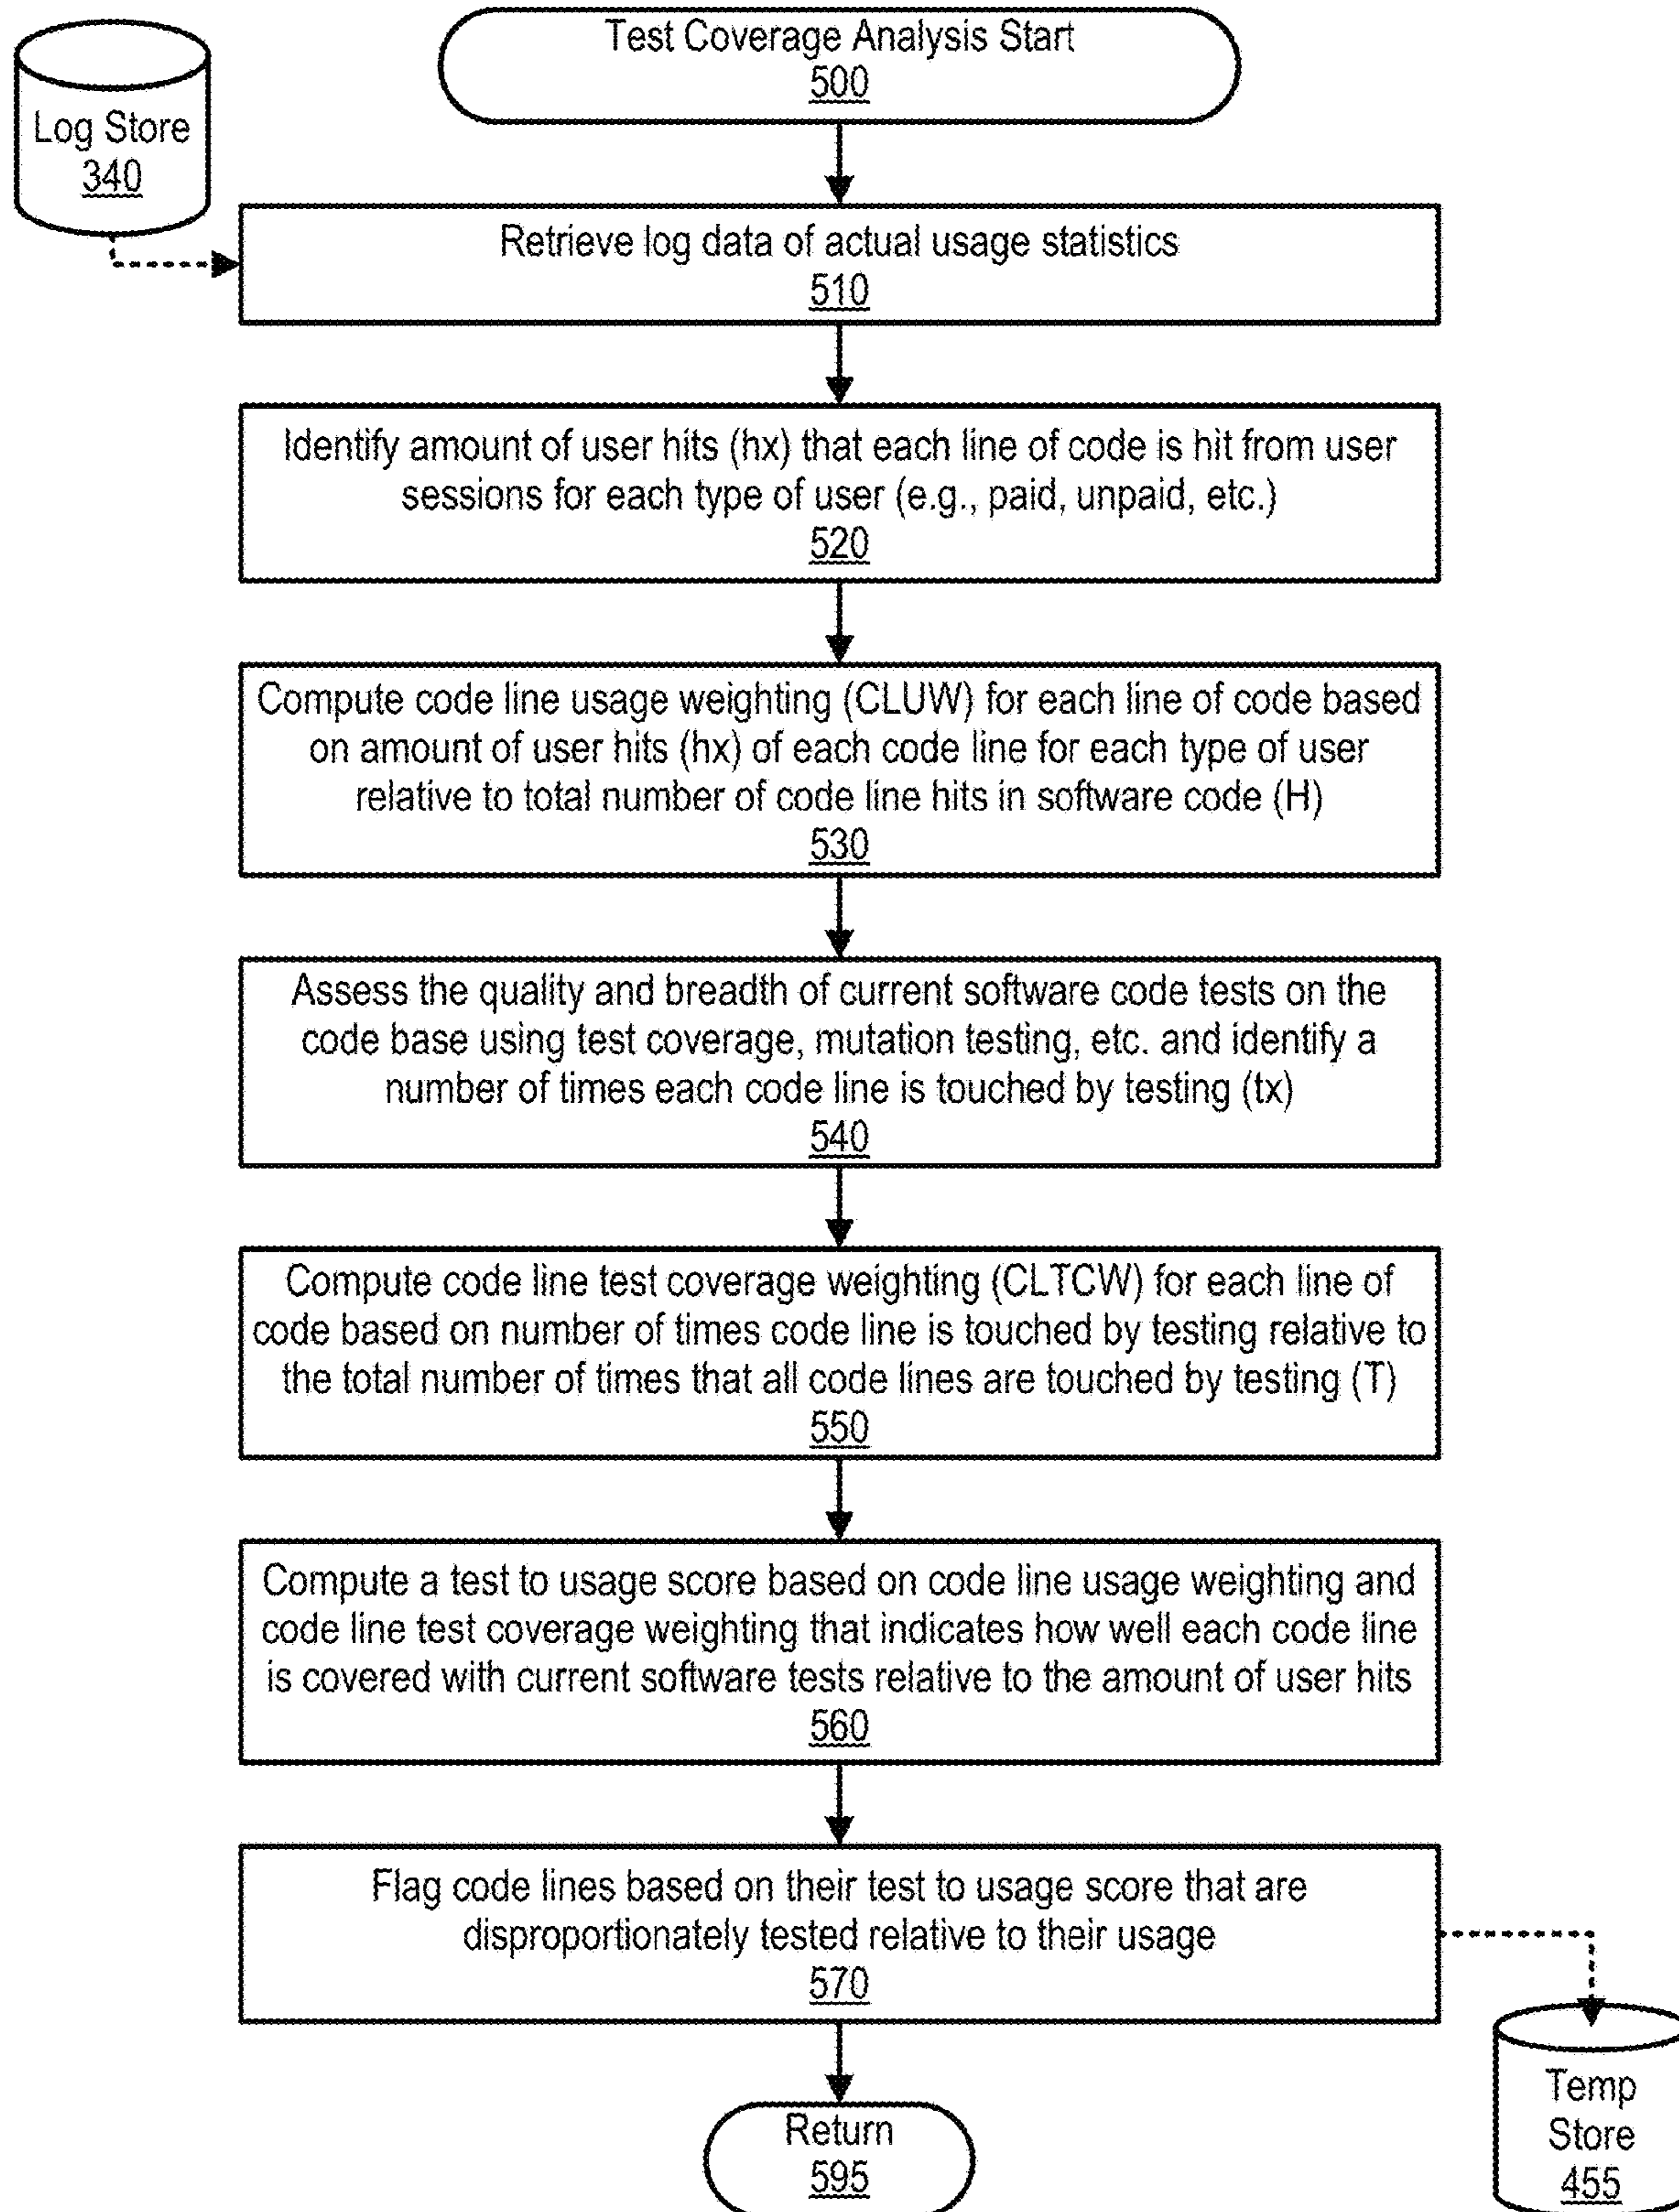 Test Coverage Analysis Start
500
Log Store
340
Retrieve log data of actual usage statistics
510
Identify amount of user hits (hx) that each line of code is hit from user
sessions for each type of user (e.g., paid, unpaid, etc.)
520
Compute code line usage weighting (CLUW) for each line of code based
on amount of user hits (hx) of each code line for each type of user
relative to total number of code line hits in software code (H)
530
Assess the quality and breadth of current software code tests on the
code base using test coverage, mutation testing, etc. and identify a
number of times each code line is touched by testing (tx)
540
Compute code line test coverage weighting (CLTCW) for each line of
code based on number of times code line is touched by testing relative to
the total number of times that all code lines are touched by testing (T)
550
Compute a test to usage score based on code line usage weighting and
code line test coverage weighting that indicates how well each code line
is covered with current software tests relative to the amount of user hits
560
Flag code lines based on their test to usage score that are
disproportionately tested relative to their usage
570
Return
595
Temp
Store
455